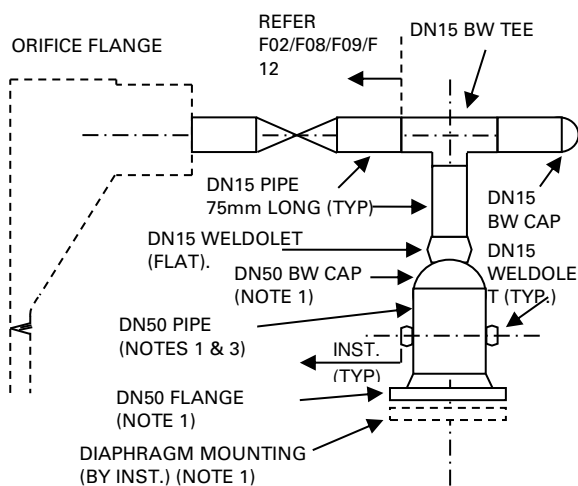 ORIFICE FLANGE
REFER
F02/F08/F09/F
12
DN15 BW TEE
DN15 PIPE
75mm LONG (TYP)
DN15
BW CAP
DN15 WELDOLET
(FLAT).
DN15
WELDOLE
T (TYP.)
DN50 BW CAP
(NOTE 1)
DN50 PIPE
(NOTES 1 & 3)
INST.
(TYP)
DN50 FLANGE
(NOTE 1)
DIAPHRAGM MOUNTING
(BY INST.) (NOTE 1)